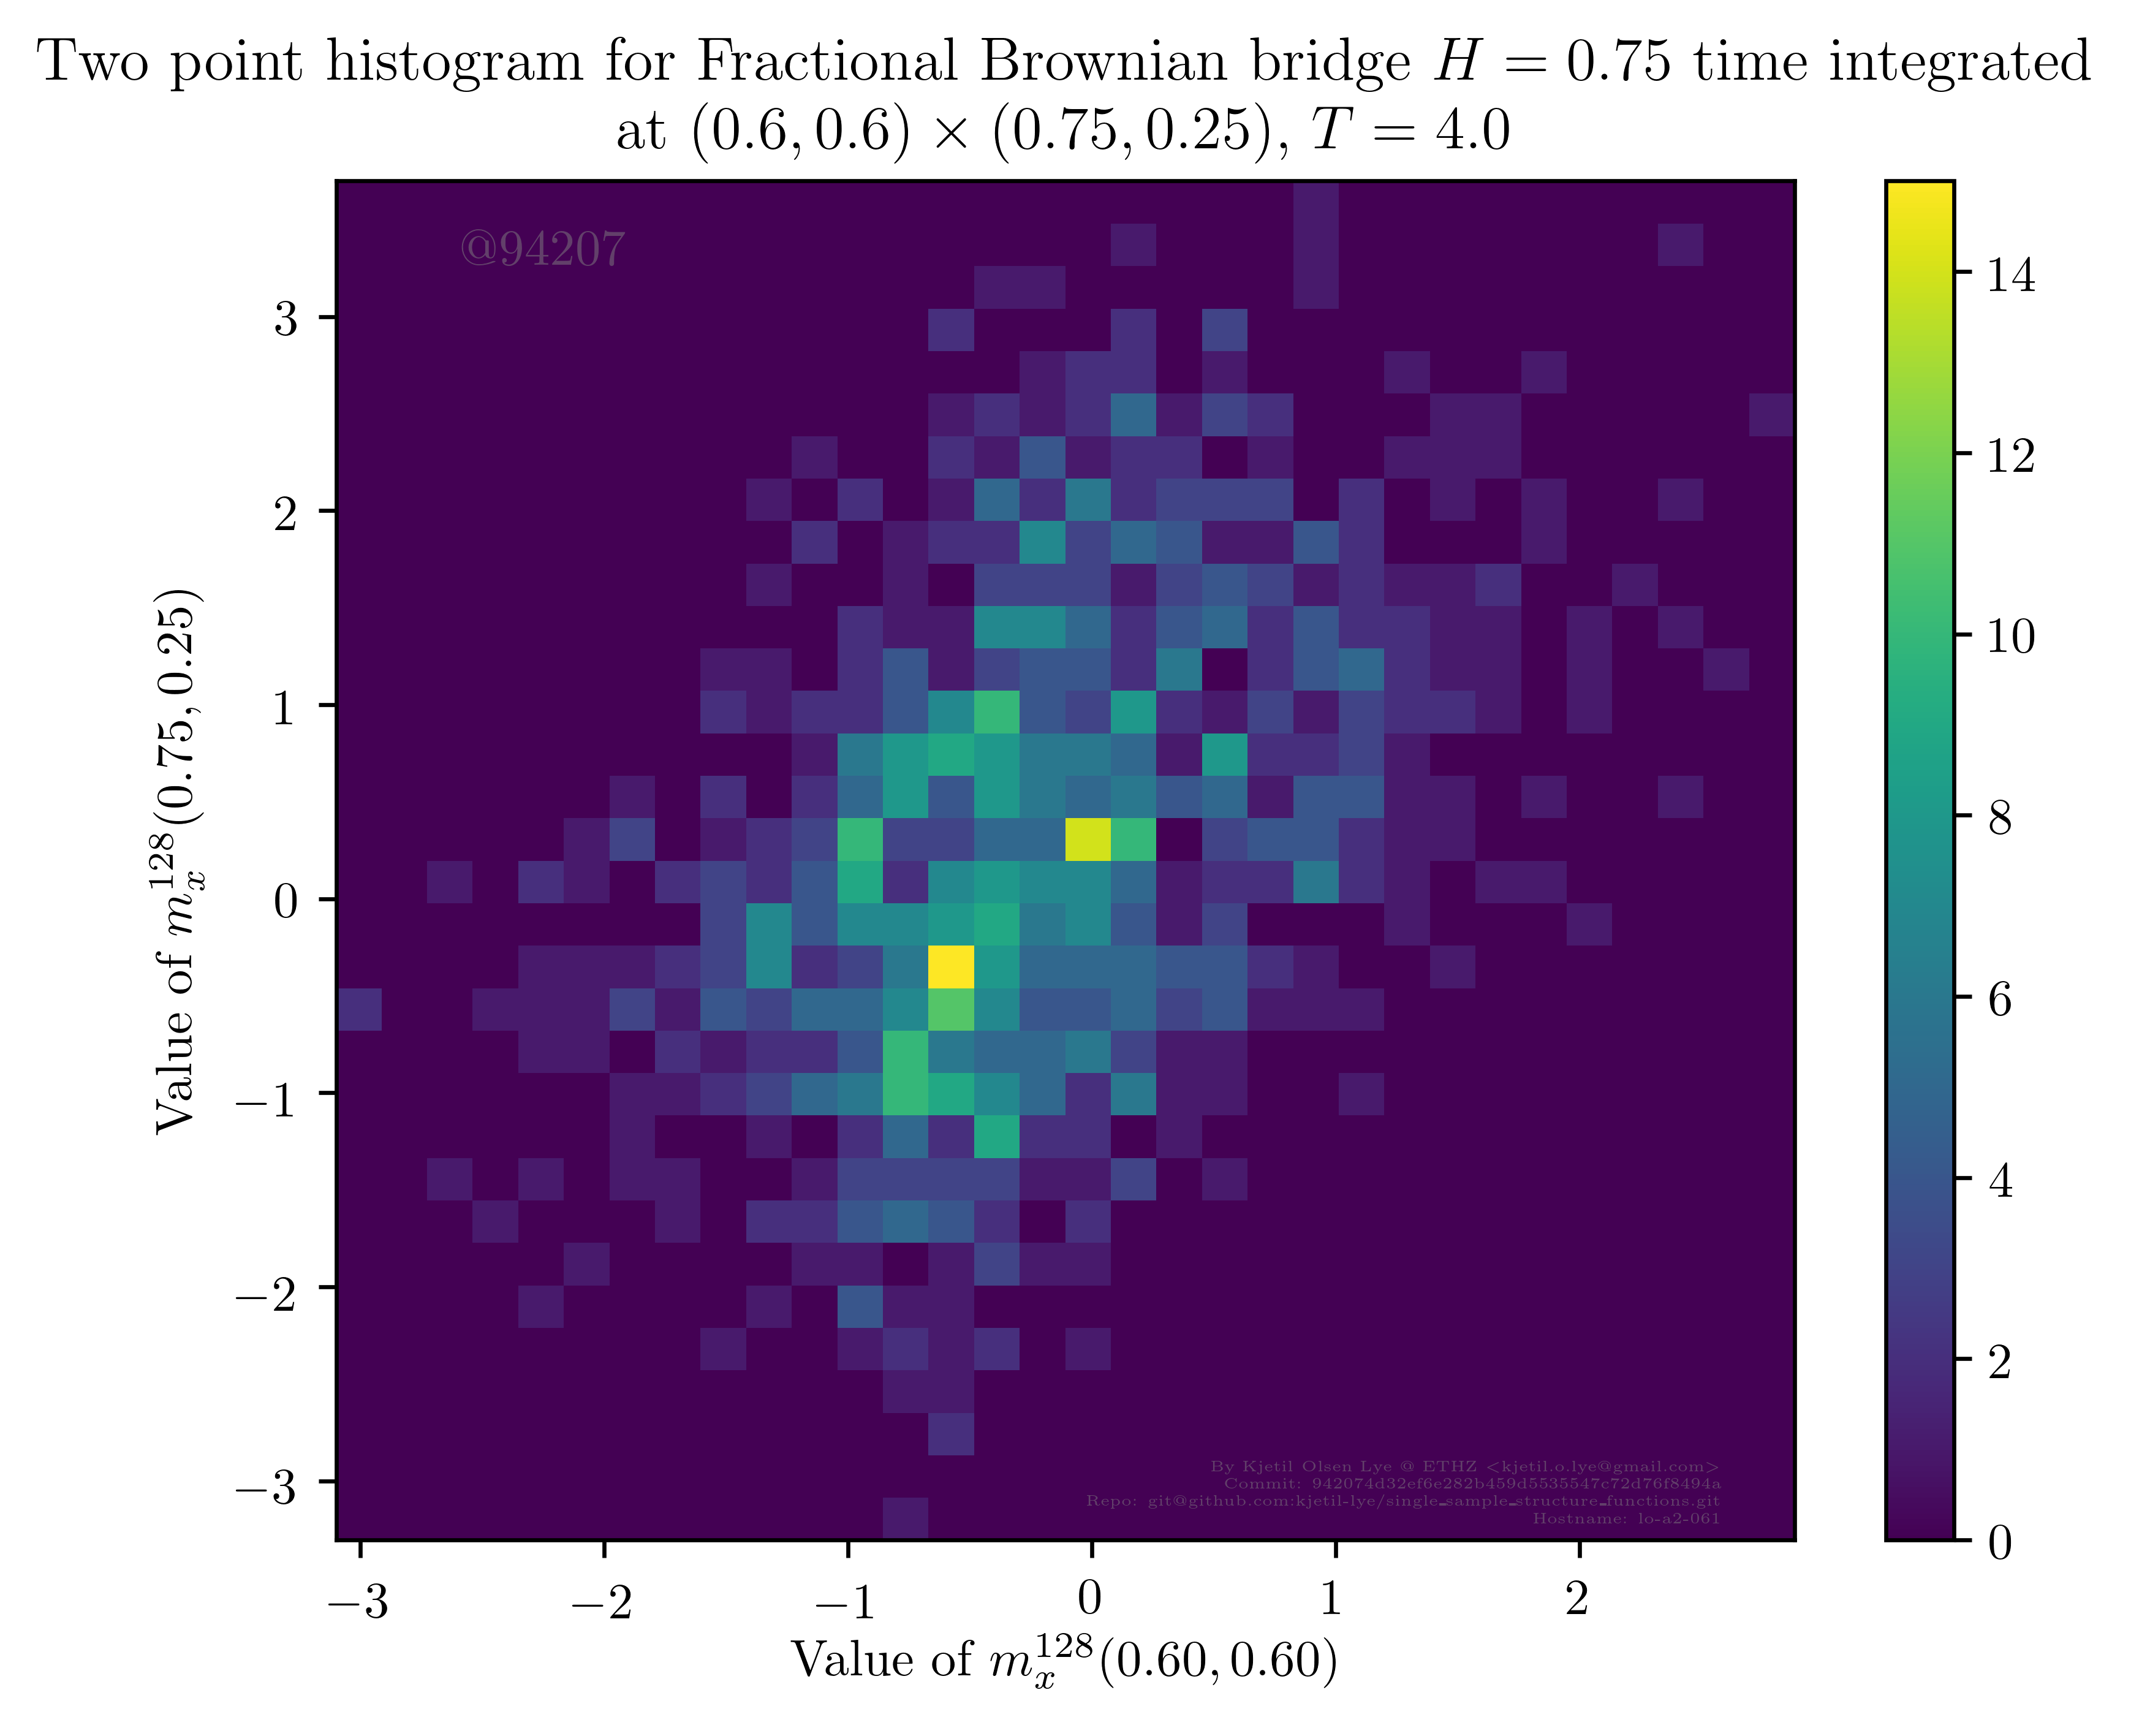 Two point histogram for Fractional Brownian bridge H = 0.75 time integrated
at (0.6, 0.6) × (0.75, 0.25), T = 4.0
@94207
14
12
10
8
6
4
2
0
3
2
1
0
−1
−2
−3
Value of m_x^128(0.75, 0.25)
By Kjetil Olsen Lye @ ETHZ <kjetil.o.lye@gmail.com>
Commit: 942074d32ef6e282b459d5535547c72d76f8494a
Repo: git@github.com:kjetil-lye/single_sample_structure_functions.git
Hostname: lo-a2-061
−3 −2 −1 0 1 2
Value of m_x^128(0.60, 0.60)